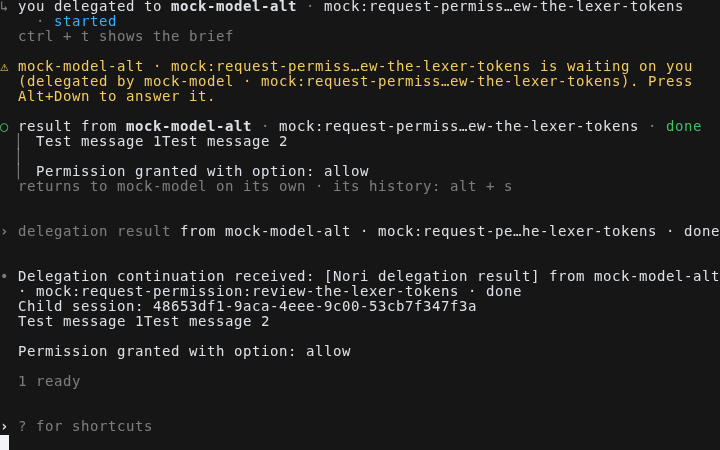 ↳ you delegated to mock-model-alt · mock:request-permiss…ew-the-lexer-tokens
· started
ctrl + t shows the brief
⚠ mock-model-alt · mock:request-permiss…ew-the-lexer-tokens is waiting on you
(delegated by mock-model · mock:request-permiss…ew-the-lexer-tokens). Press
Alt+Down to answer it.
○ result from mock-model-alt · mock:request-permiss…ew-the-lexer-tokens · done
│ Test message 1Test message 2
│
│ Permission granted with option: allow
returns to mock-model on its own · its history: alt + s
› delegation result from mock-model-alt · mock:request-pe…he-lexer-tokens · done
• Delegation continuation received: [Nori delegation result] from mock-model-alt
· mock:request-permission:review-the-lexer-tokens · done
Child session: 48653df1-9aca-4eee-9c00-53cb7f347f3a
Test message 1Test message 2
Permission granted with option: allow
1 ready
› ? for shortcuts